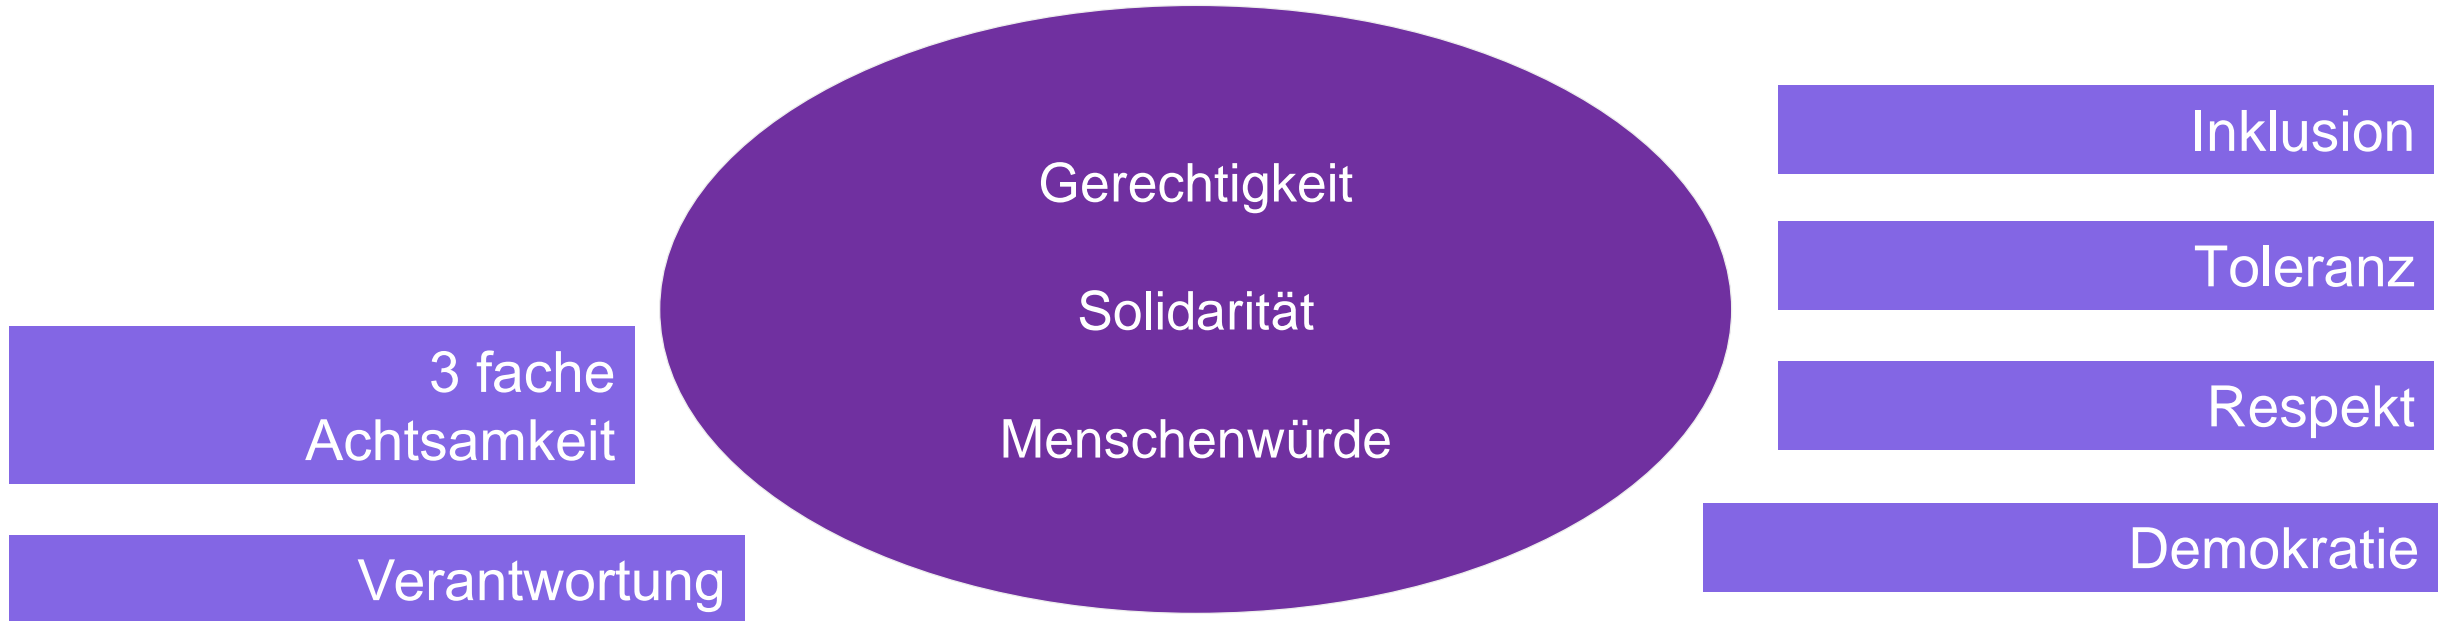 Gerechtigkeit
Solidarität
Menschenwürde
3 fache
Achtsamkeit
Verantwortung
Inklusion
Toleranz
Respekt
Demokratie